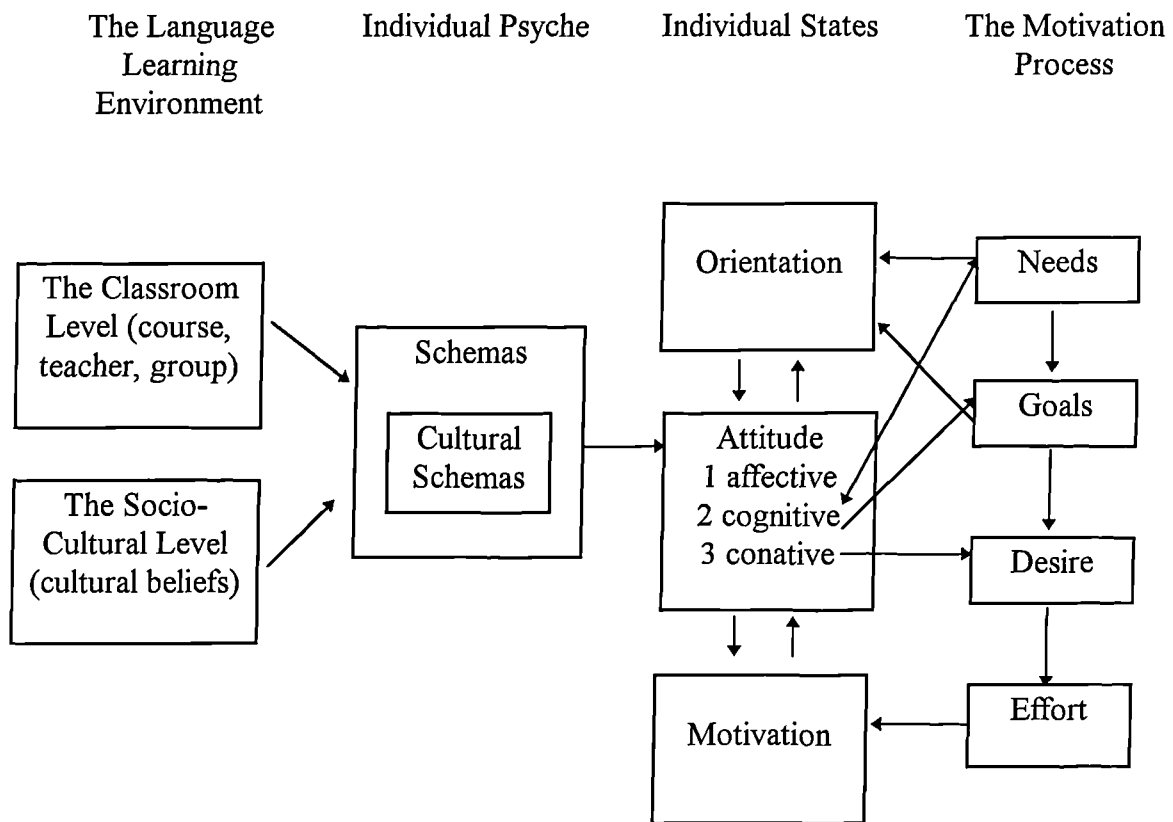 The Language
Learning
Environment
Individual Psyche
Individual States
The Motivation
Process
The Classroom
Level (course,
teacher, group)
The Socio-
Cultural Level
(cultural beliefs)
Schemas
Cultural
Schemas
Orientation
Attitude
1 affective
2 cognitive
3 conative
Motivation
Needs
Goals
Desire
Effort